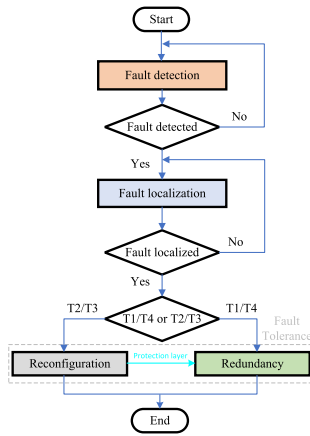 Start
Fault detection
Fault detected
No
Yes
Fault localization
Fault localized
No
Yes
T2/T3
T1/T4 or T2/T3
T1/T4
Fault
Tolerance
Reconfiguration
Protection layer
Redundancy
End